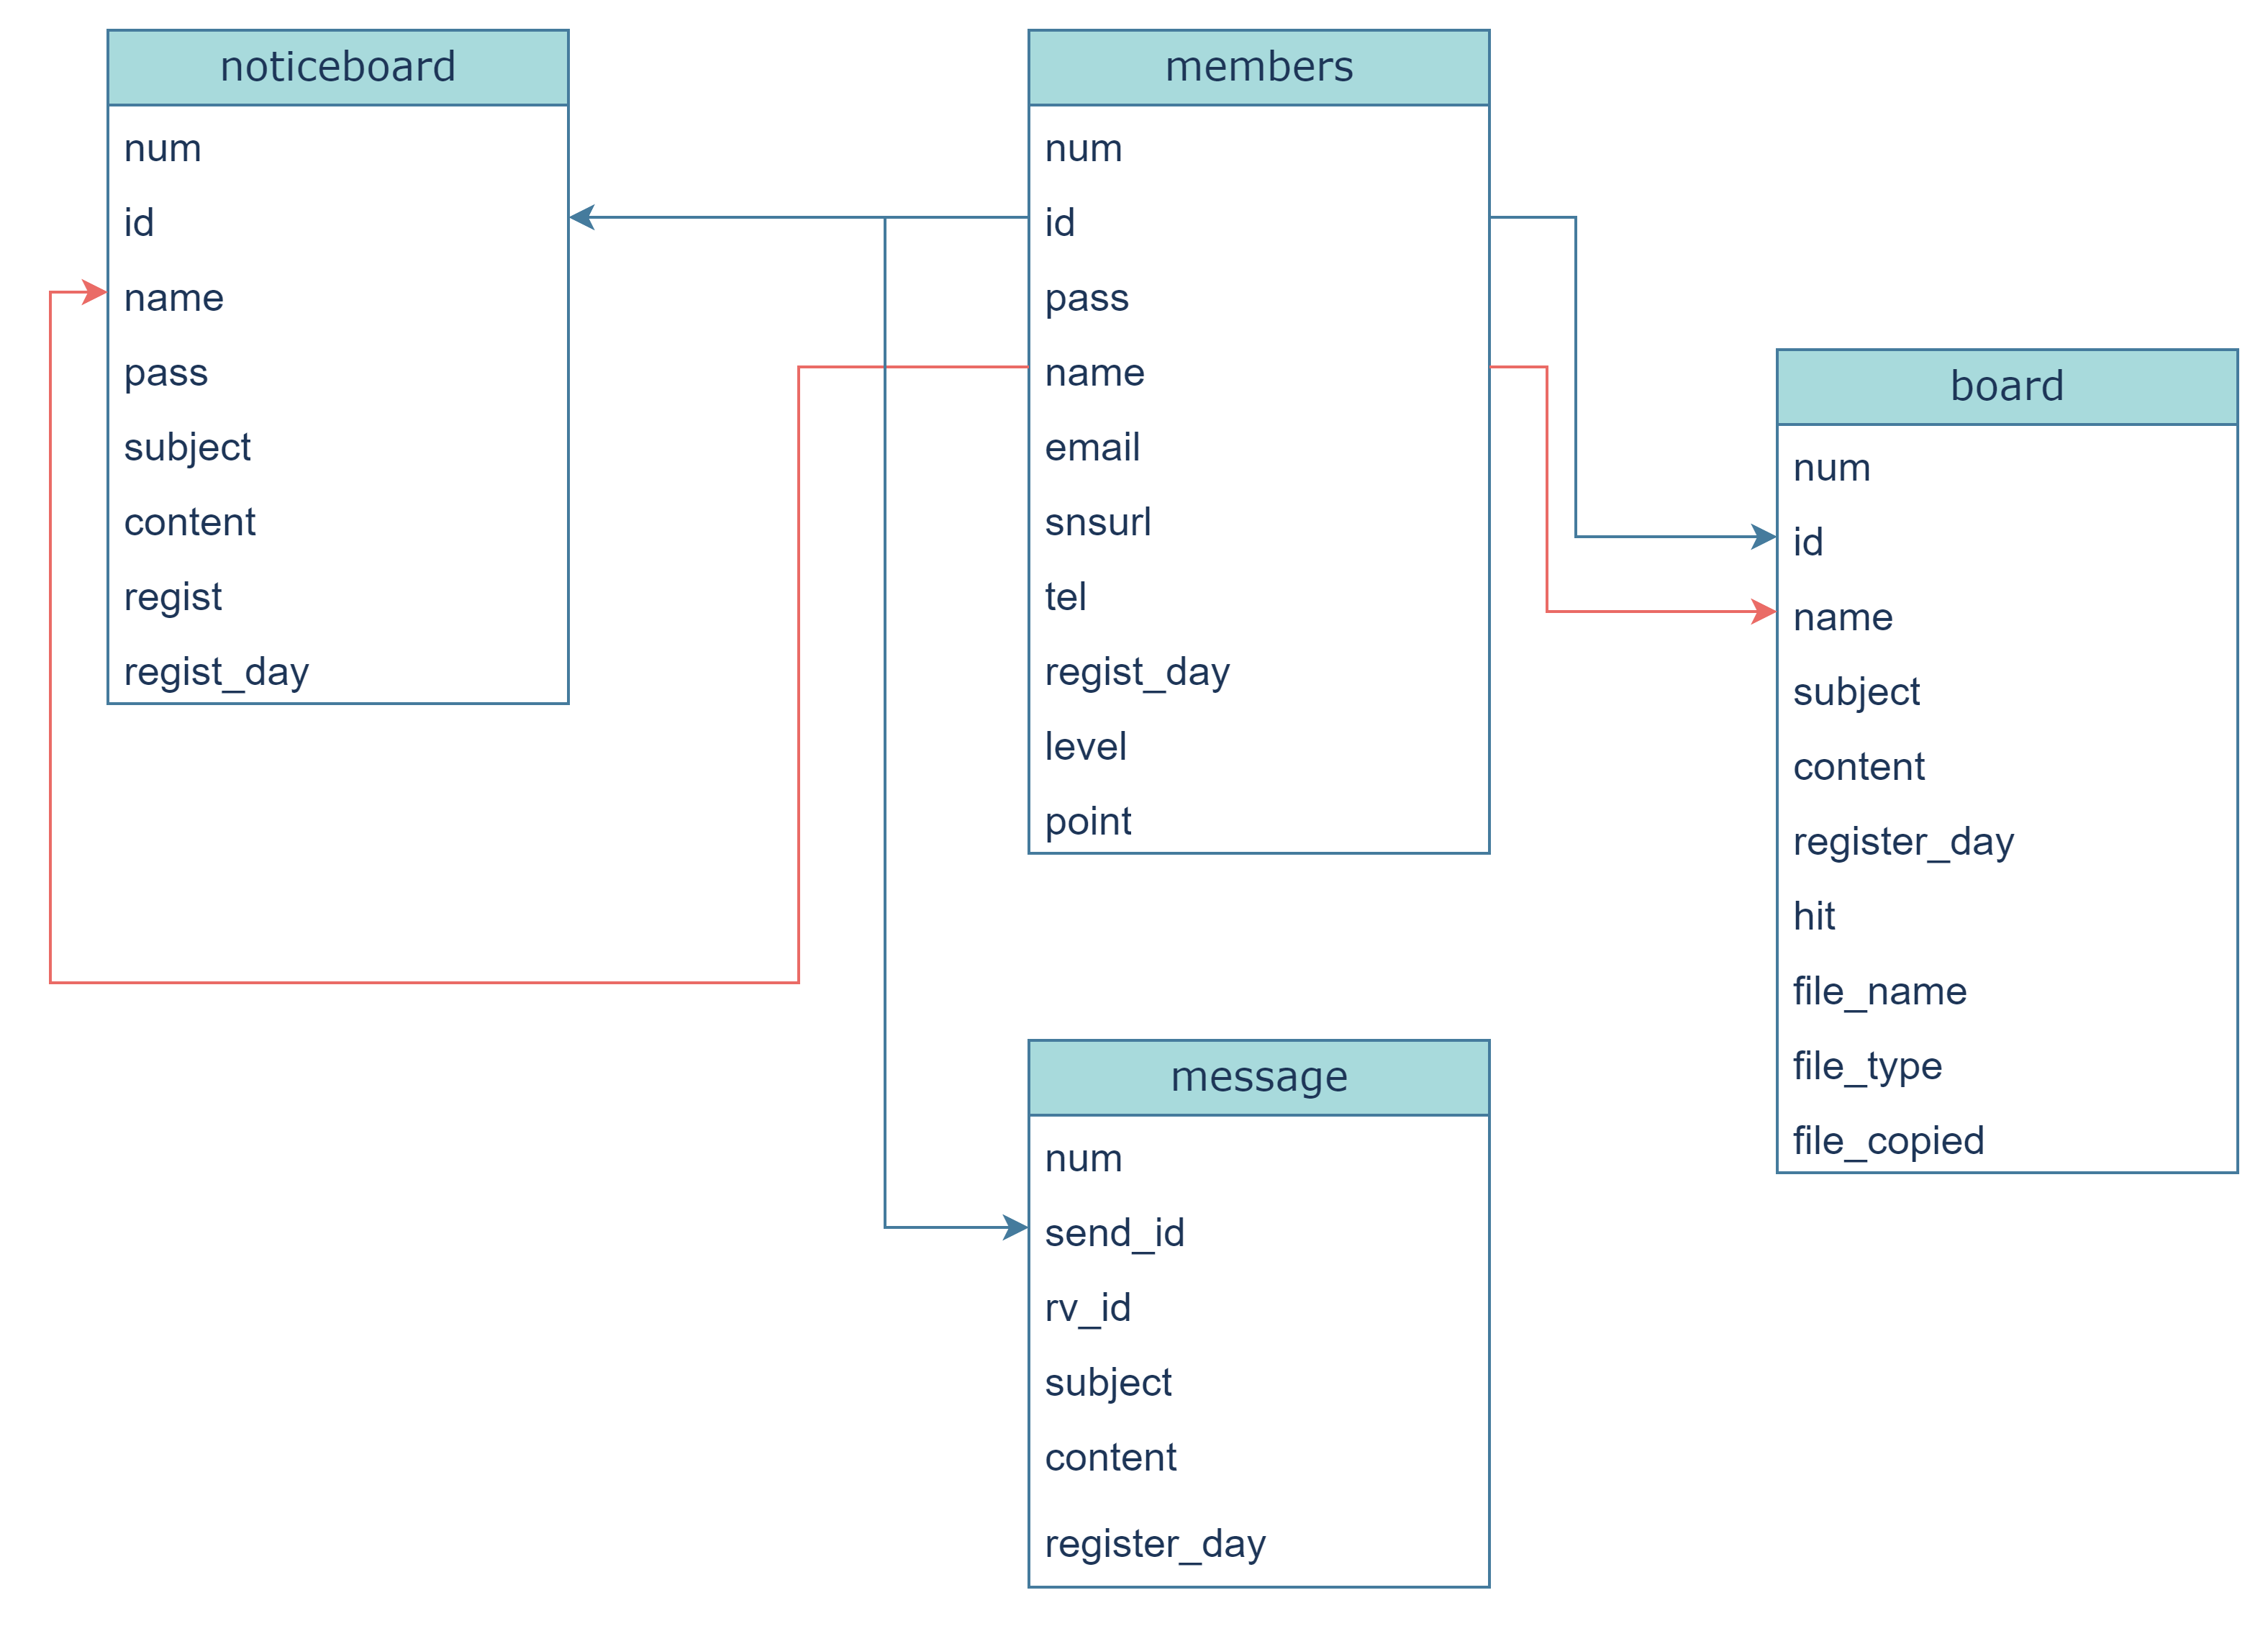 noticeboard
num
id
name
pass
subject
content
regist
regist_day
members
num
id
pass
name
email
snsurl
tel
regist_day
level
point
board
num
id
name
subject
content
register_day
hit
file_name
file_type
file_copied
message
num
send_id
rv_id
subject
content
register_day